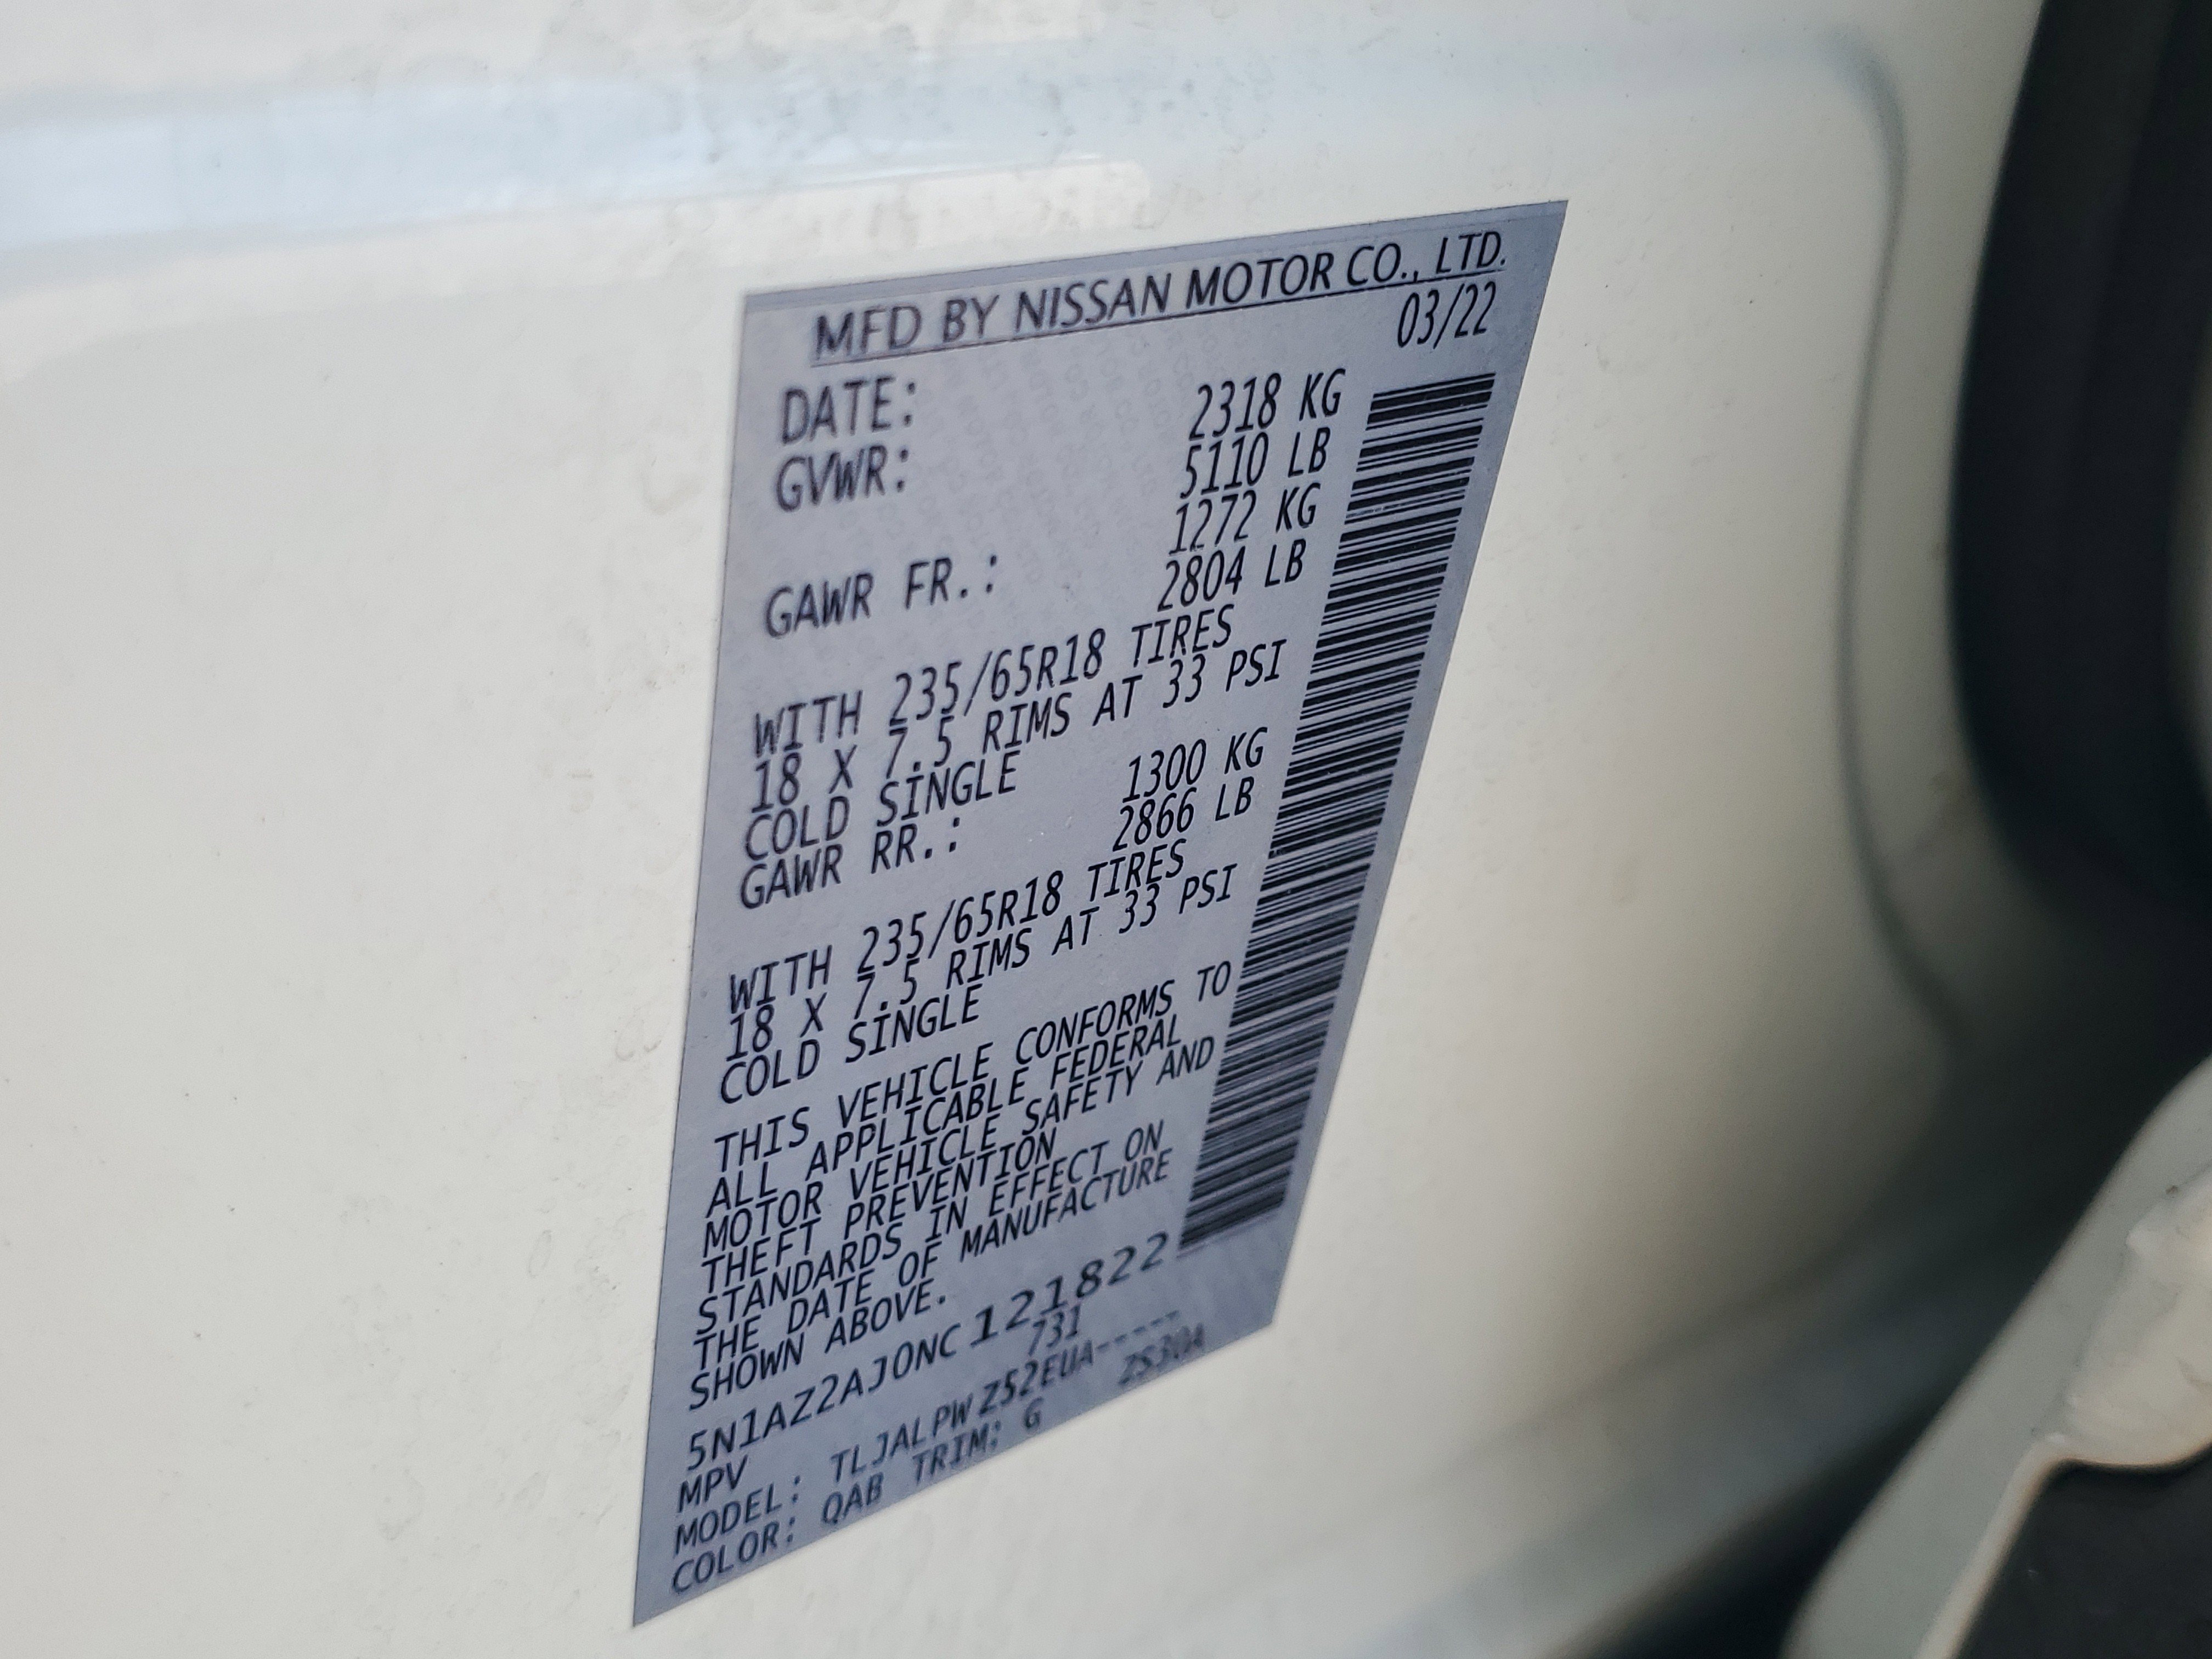 MFD BY NISSAN MOTOR CO., LTD.
DATE: 03/22
GVWR: 2318 KG
5110 LB
GAWR FR.: 1272 KG
2804 LB
WITH 235/65R18 TIRES
18 X 7.5 RIMS AT 33 PSI
COLD SINGLE
GAWR RR.: 1300 KG
2866 LB
WITH 235/65R18 TIRES
18 X 7.5 RIMS AT 33 PSI
COLD SINGLE
THIS VEHICLE CONFORMS TO
ALL APPLICABLE FEDERAL
MOTOR VEHICLE SAFETY AND
THEFT PREVENTION
STANDARDS IN EFFECT ON
THE DATE OF MANUFACTURE
SHOWN ABOVE.
5N1AZ2AJ0NC121822
MPV 731
MODEL: TLJALPWZ52EUA-----
COLOR: QAB TRIM: G ZS30A